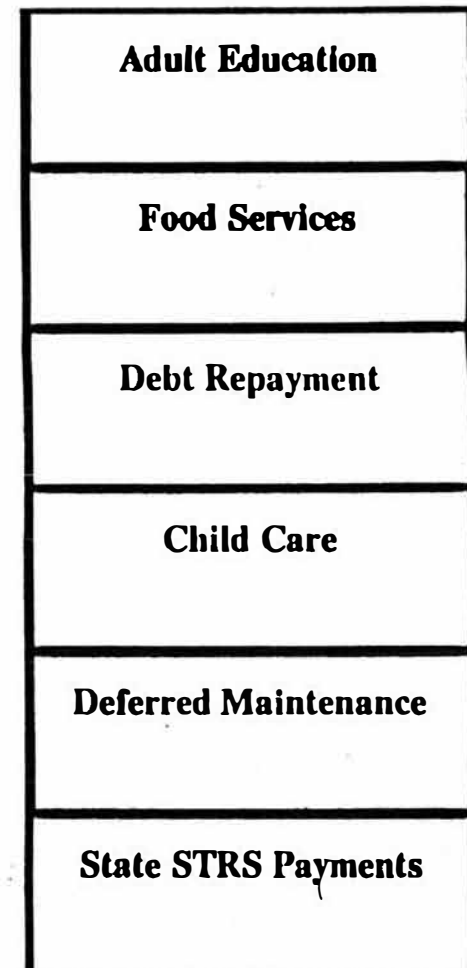 Adult Education
Food Services
Debt Repayment
Child Care
Deferred Maintenance
State STRS Payments